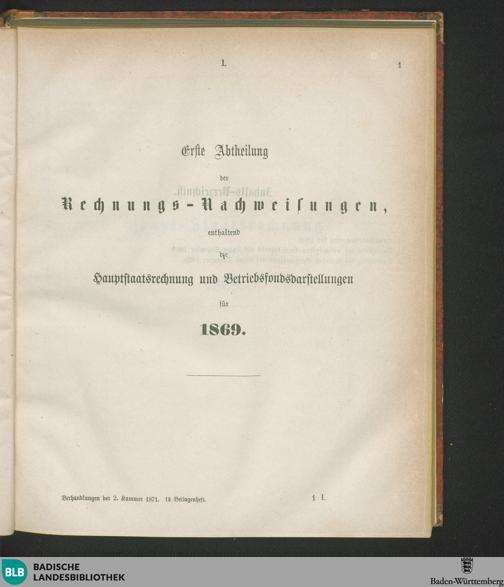 I.
1
Erste Abtheilung
der
Rechnungs-Nachweisungen,
enthaltend
die
Hauptstaatsrechnung und Betriebsfondsdarstellungen
für
1869.
Verhandlungen der 2. Kammer 1871. 1s Beilagenheft.
1 I.
BLB
BADISCHE
LANDESBIBLIOTHEK
Baden-Württemberg